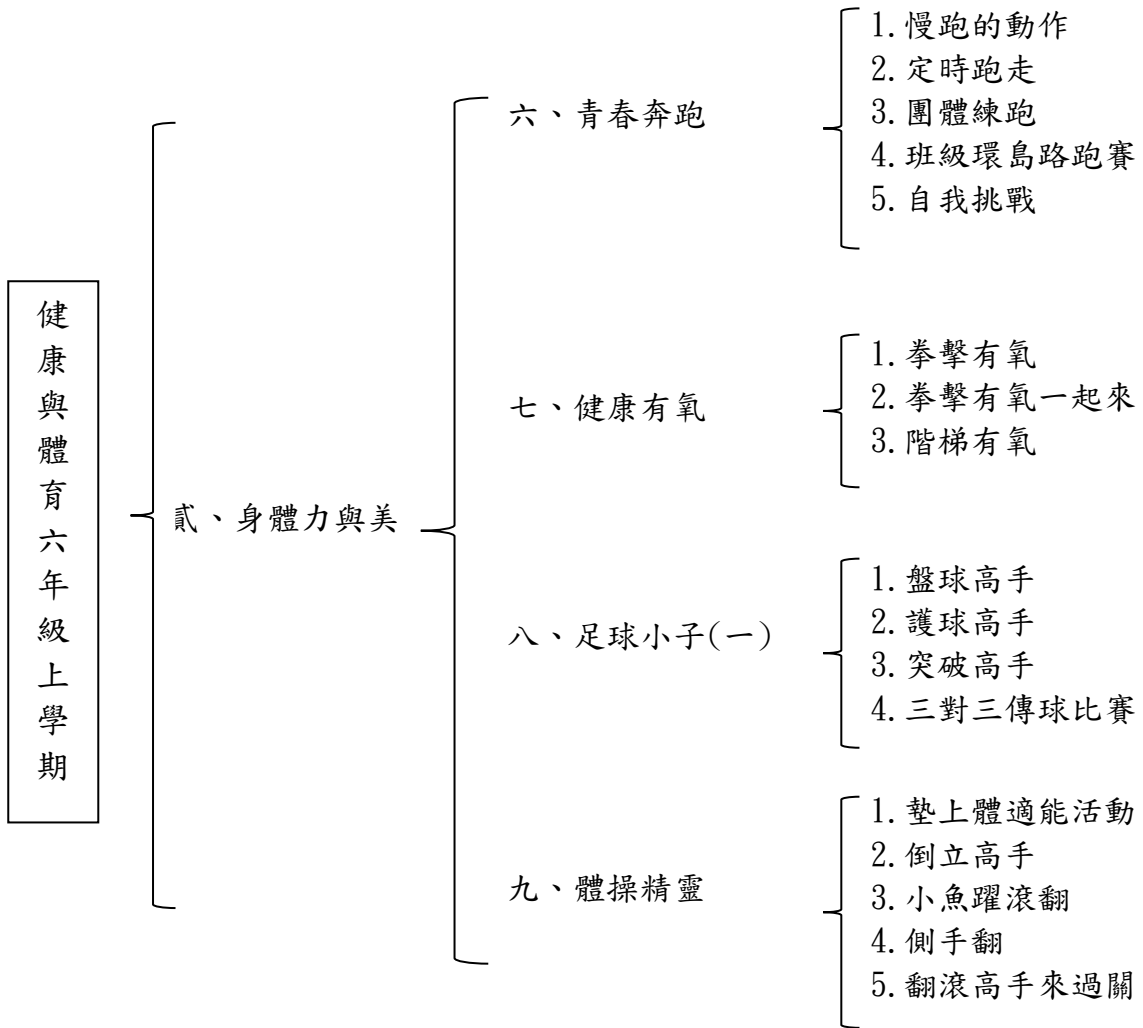 健康與體育六年級上學期
貳、身體力與美
六、青春奔跑
1.慢跑的動作
2.定時跑走
3.團體練跑
4.班級環島路跑賽
5.自我挑戰
七、健康有氧
1.拳擊有氧
2.拳擊有氧一起來
3.階梯有氧
八、足球小子(一)
1.盤球高手
2.護球高手
3.突破高手
4.三對三傳球比賽
九、體操精靈
1.墊上體適能活動
2.倒立高手
3.小魚躍滾翻
4.側手翻
5.翻滾高手來過關